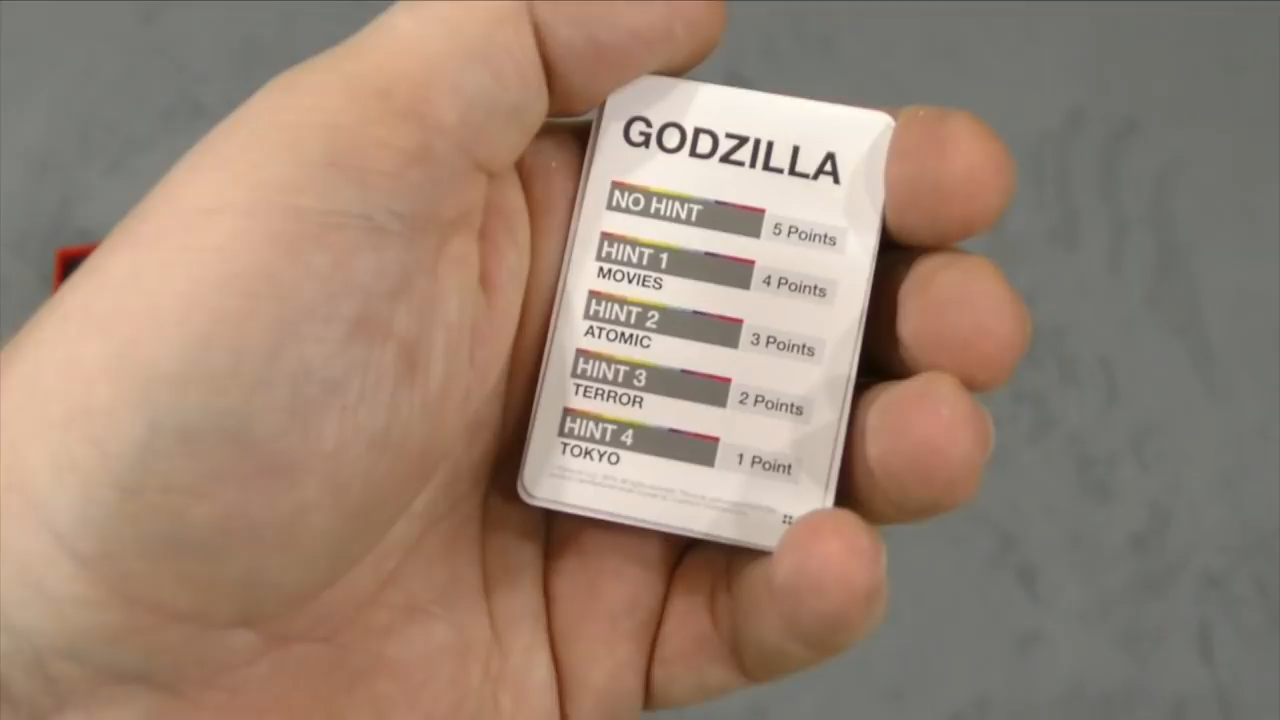 GODZILLA
NO HINT
5 Points
HINT 1
4 Points
MOVIES
HINT 2
3 Points
ATOMIC
HINT 3
2 Points
TERROR
HINT 4
1 Point
TOKYO